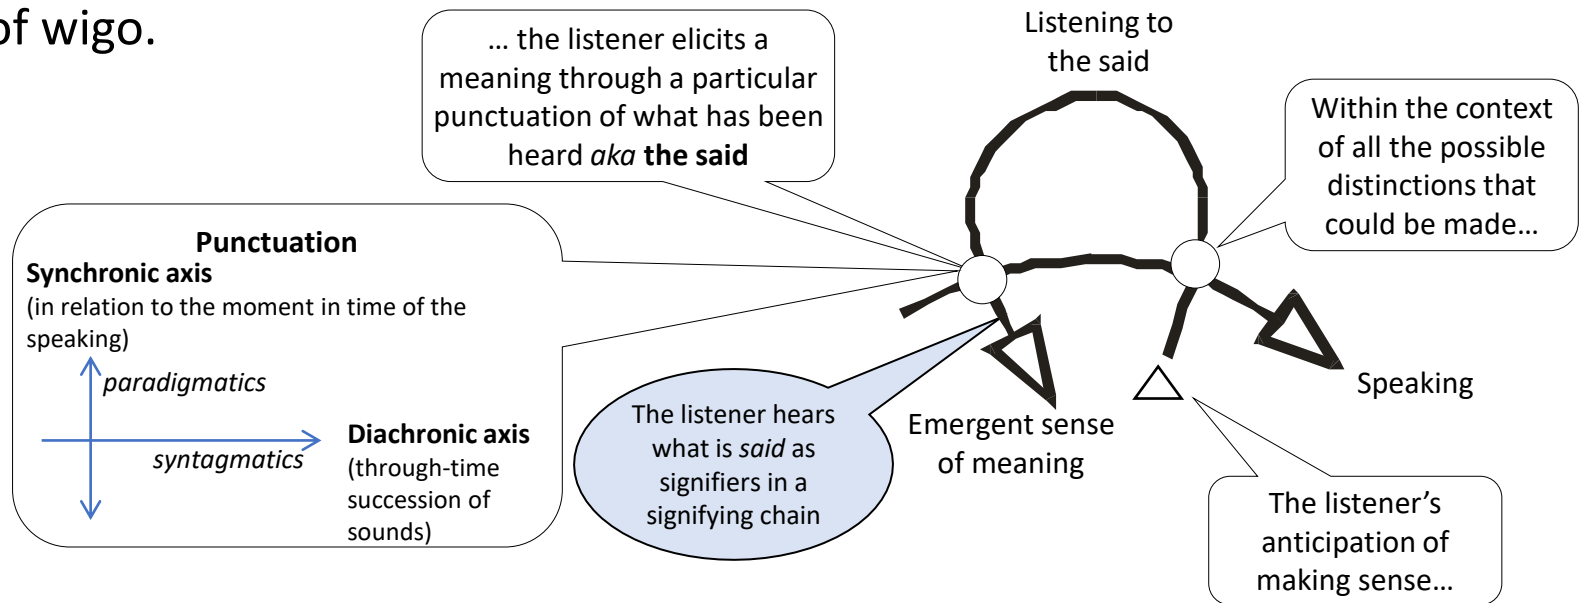 of wigo.
… the listener elicits a
meaning through a particular
punctuation of what has been
heard aka the said
Listening to
the said
Within the context
of all the possible
distinctions that
could be made…
Punctuation
Synchronic axis
(in relation to the moment in time of the
speaking)
paradigmatics
syntagmatics
Diachronic axis
(through-time
succession of
sounds)
The listener hears
what is said as
signifiers in a
signifying chain
Emergent sense
of meaning
Speaking
The listener’s
anticipation of
making sense…